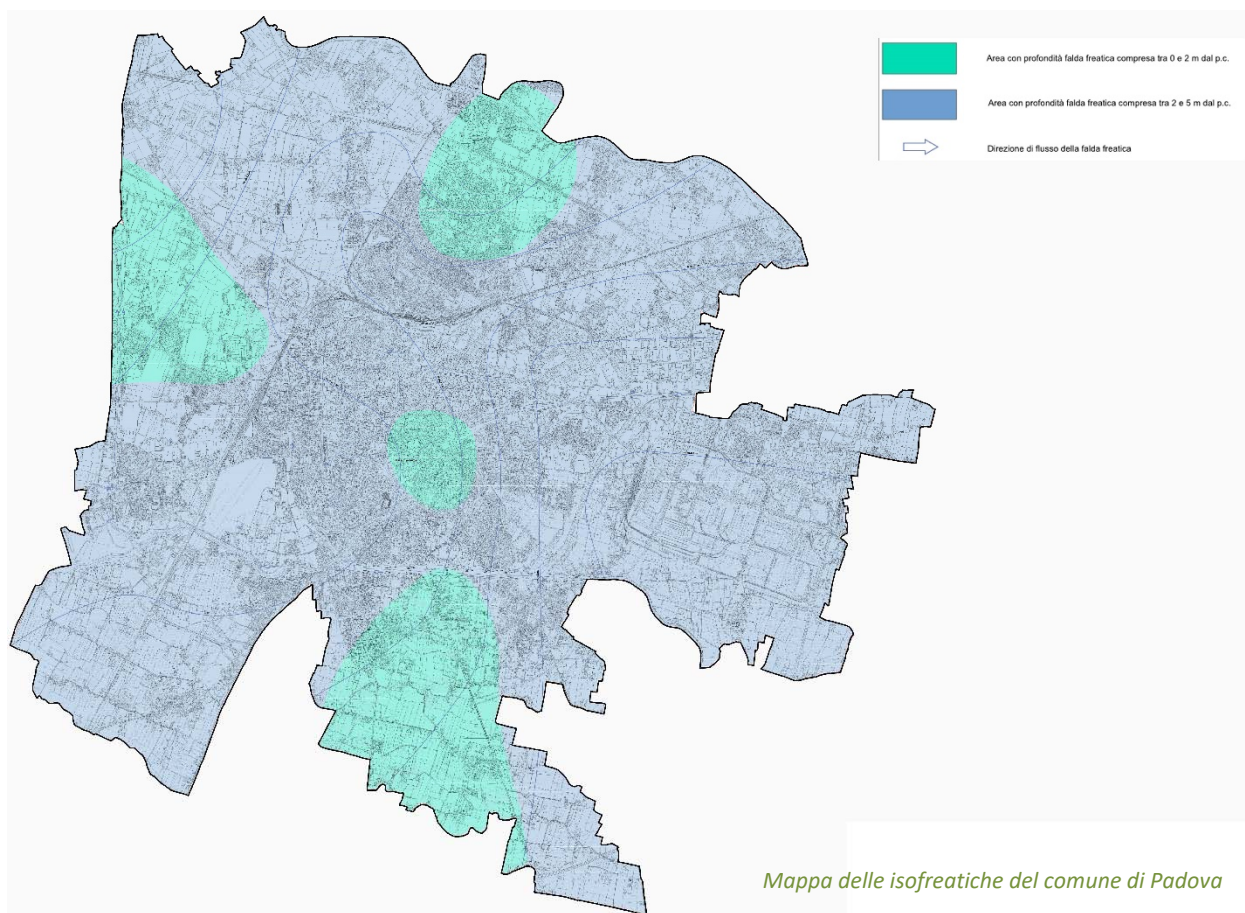 Area con profondità falda freatica compresa tra 0 e 2 m dal p.c.
Area con profondità falda freatica compresa tra 2 e 5 m dal p.c.
Direzione di flusso della falda freatica
Mappa delle isofreatiche del comune di Padova